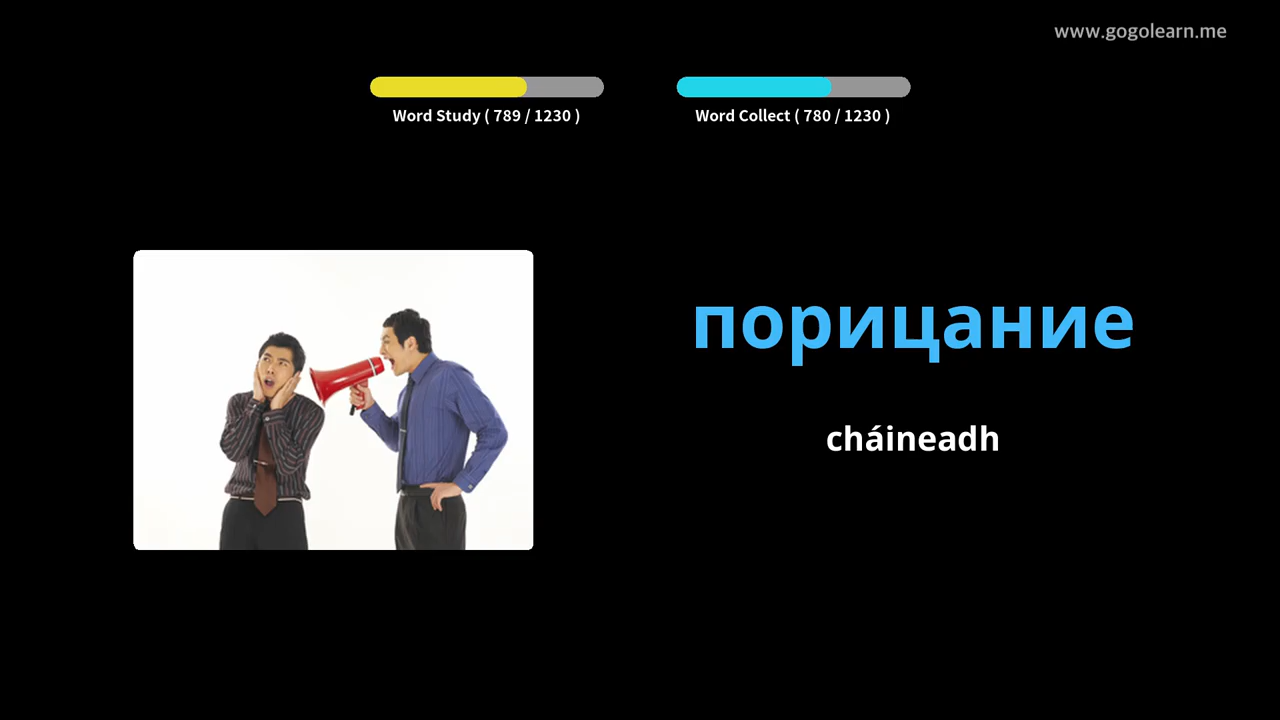 www.gogolearn.me
Word Study ( 789 / 1230 )
Word Collect ( 780 / 1230 )
порицание
cháineadh